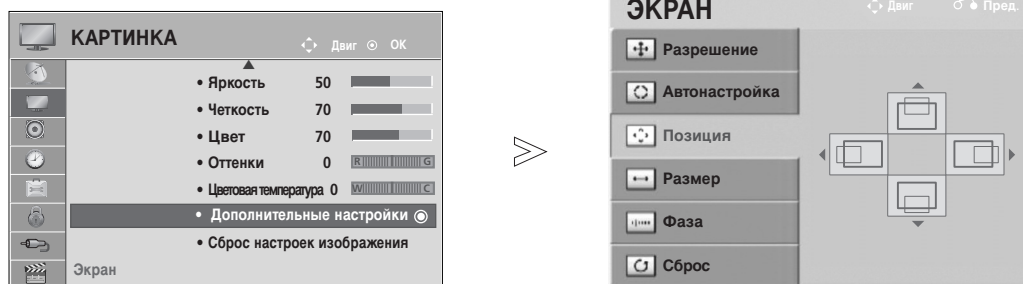 КАРТИНКА
Двиг ОК
• Яркость 50
• Четкость 70
• Цвет 70
• Оттенки 0 R G
• Цветовая температура 0 W C
• Дополнительные настройки
• Сброс настроек изображения
Экран
ЭКРАН
Двиг Пред.
Разрешение
Автонастройка
Позиция
Размер
Фаза
Сброс